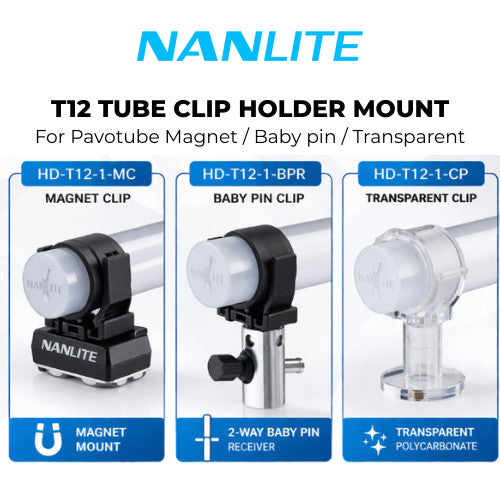 NANLITE
T12 TUBE CLIP HOLDER MOUNT
For Pavotube Magnet / Baby pin / Transparent
HD-T12-1-MC
MAGNET CLIP
NANLITE
NANLITE
MAGNET
MOUNT
HD-T12-1-BPR
BABY PIN CLIP
NANLITE
2-WAY BABY PIN
RECEIVER
HD-T12-1-CP
TRANSPARENT CLIP
NANLITE
TRANSPARENT
POLYCARBONATE